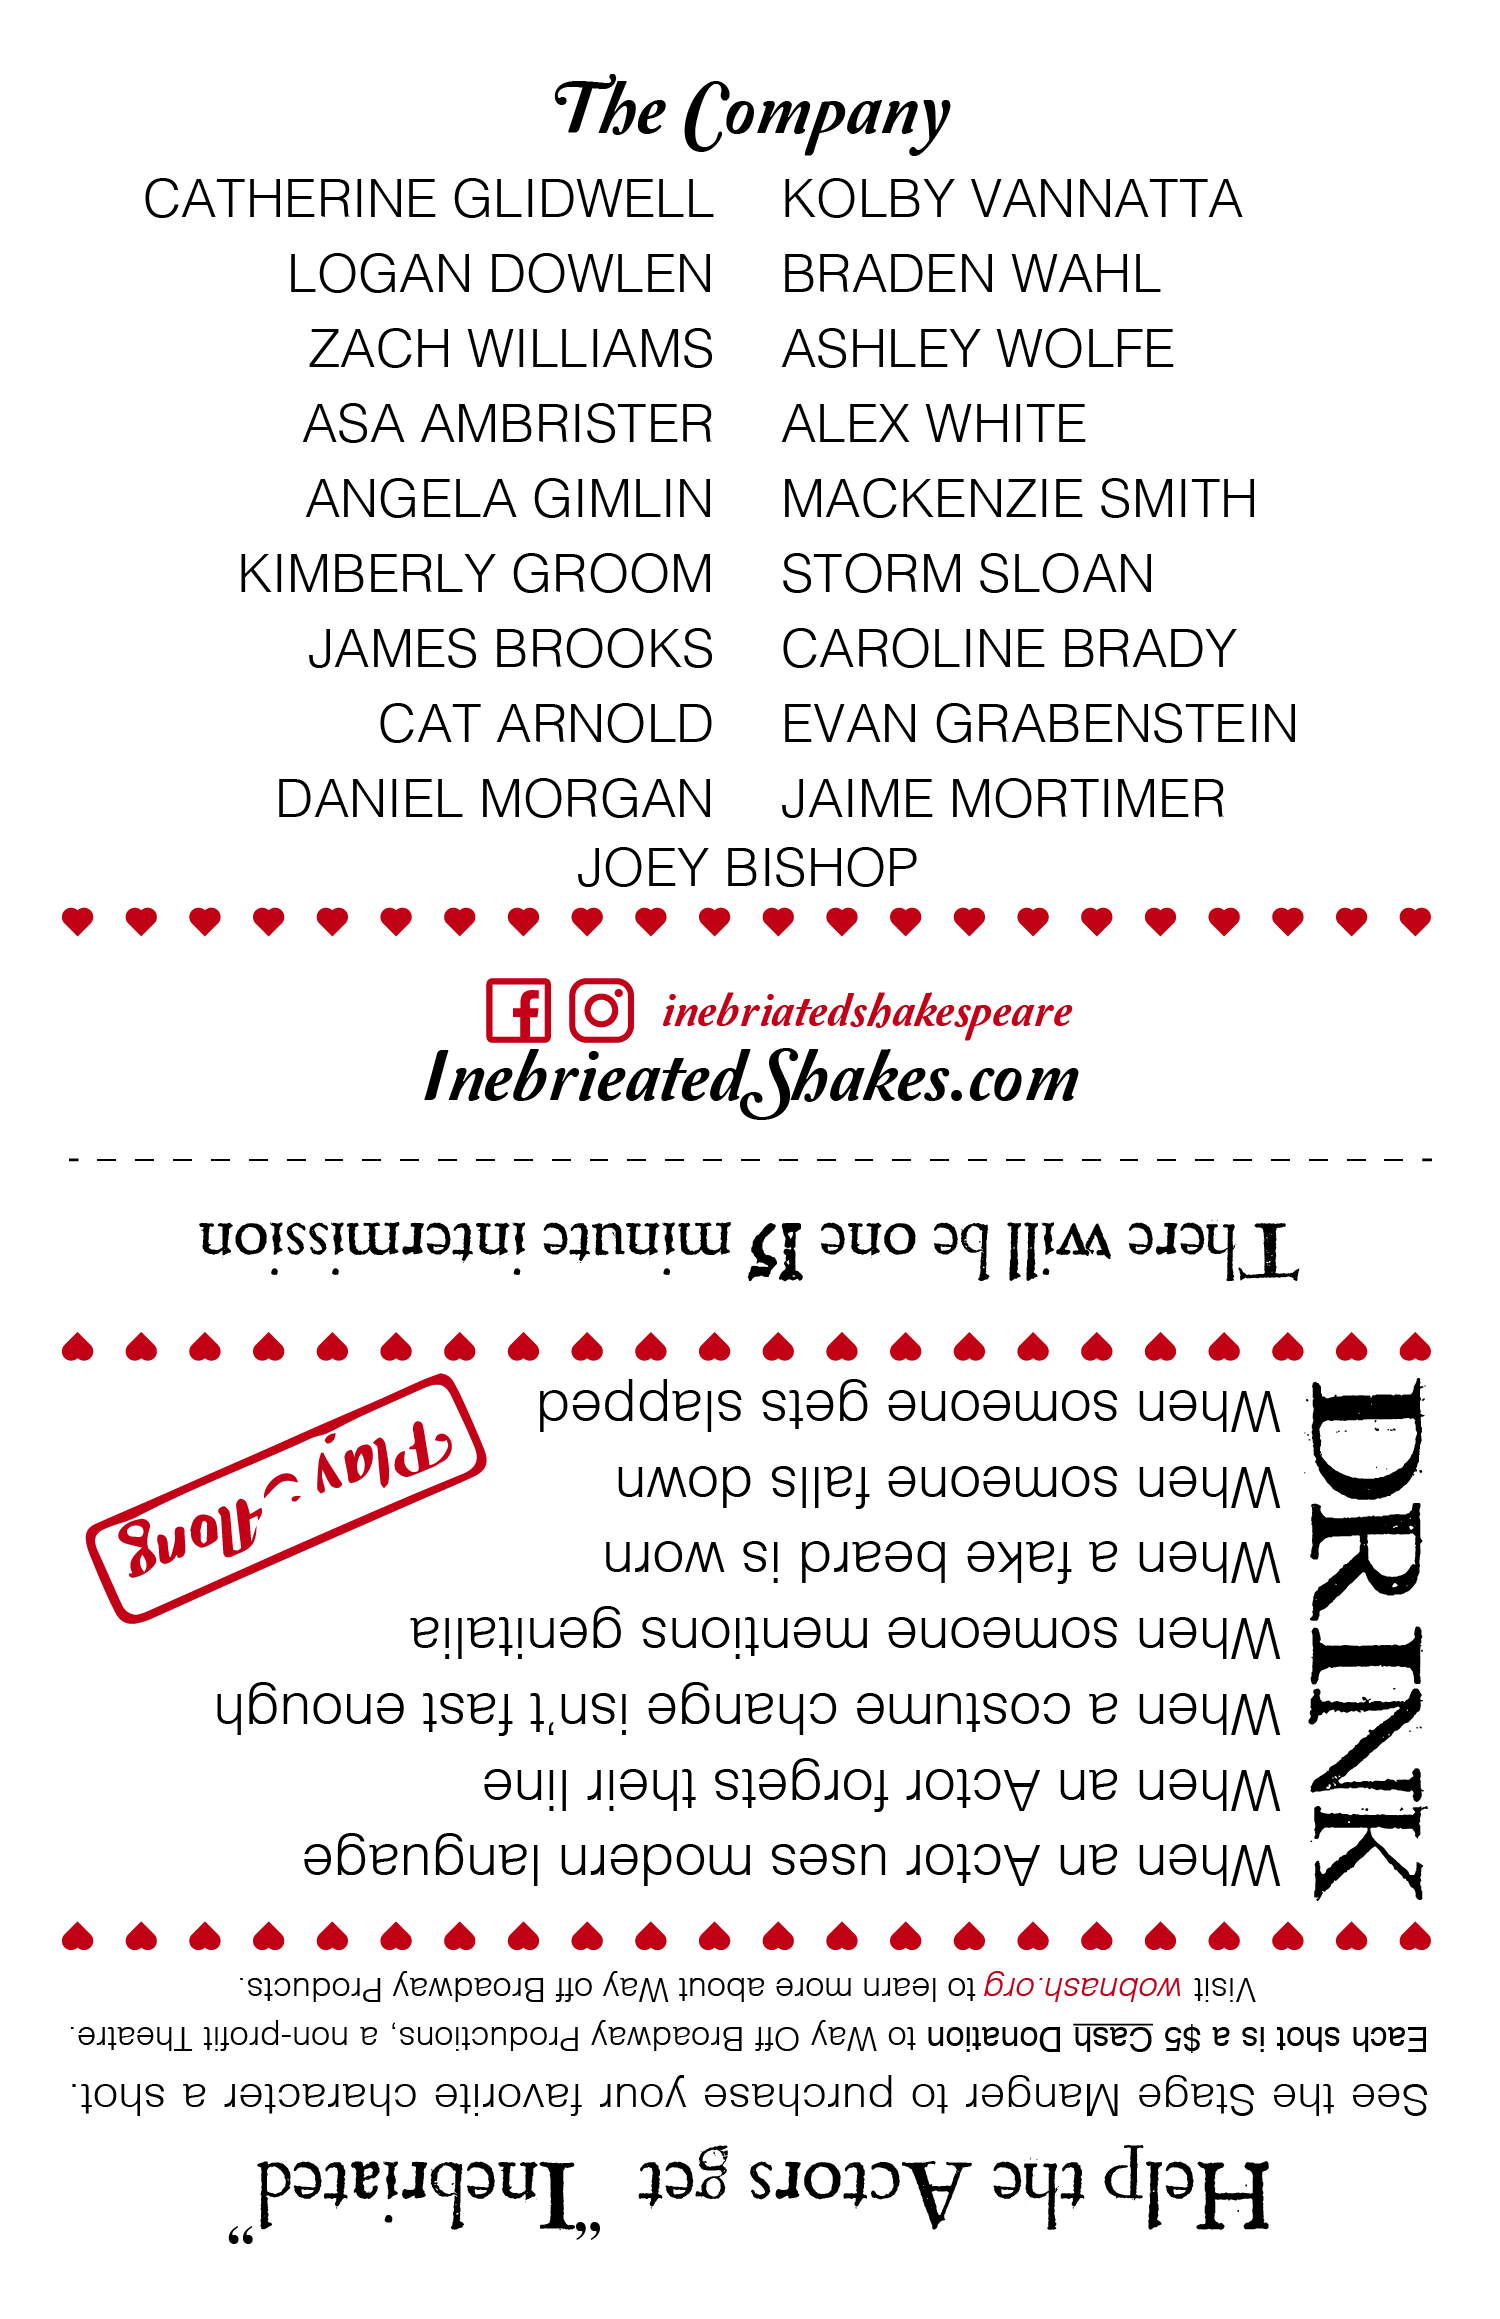 The Company
CATHERINE GLIDWELL KOLBY VANNATTA
LOGAN DOWLEN BRADEN WAHL
ZACH WILLIAMS ASHLEY WOLFE
ASA AMBRISTER ALEX WHITE
ANGELA GIMLIN MACKENZIE SMITH
KIMBERLY GROOM STORM SLOAN
JAMES BROOKS CAROLINE BRADY
CAT ARNOLD EVAN GRABENSTEIN
DANIEL MORGAN JAIME MORTIMER
JOEY BISHOP
inebriatedshakespeare
InebrieatedShakes.com
Help the Actors get "Inebriated"
See the Stage Manger to purchase your favorite character a shot.
Each shot is a $5 Cash Donation to Way Off Broadway Productions, a non-profit Theatre.
Visit wobnash.org to learn more about Way off Broadway Products.
DRINK
When an Actor uses modern language
When an Actor forgets their line
When a costume change isn't fast enough
When someone mentions genitalia
When a fake beard is worn
When someone falls down
When someone gets slapped
Play Along
There will be one 15 minute intermission